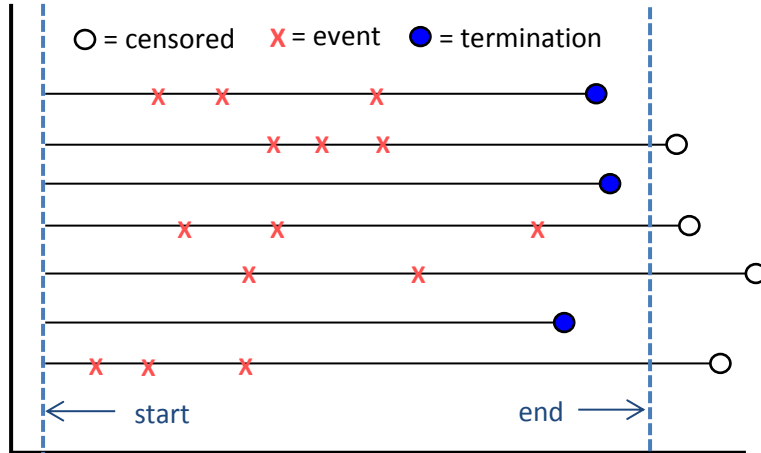 = censored X = event = termination
X X X
X X X
X X X
X X
X X X
start end